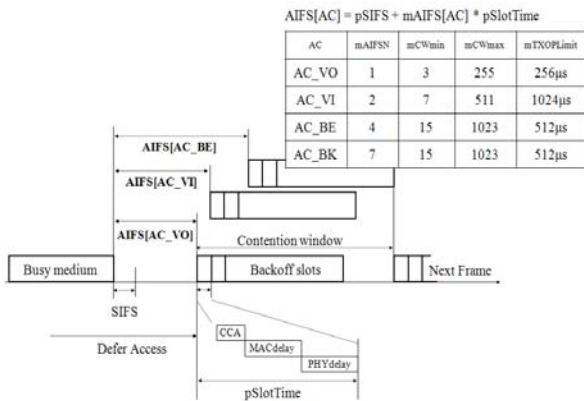 AIFS[AC] = pSIFS + mAIFS[AC] * pSlotTime
AC mAIFSN mCWmin mCWmax mTXOPLimit
AC_VO 1 3 255 256μs
AC_VI 2 7 511 1024μs
AC_BE 4 15 1023 512μs
AC_BK 7 15 1023 512μs
AIFS[AC_BE]
AIFS[AC_VI]
AIFS[AC_VO]
Contention window
Busy medium
Backoff slots
Next Frame
SIFS
Defer Access
CCA
MACdelay
PHYdelay
pSlotTime